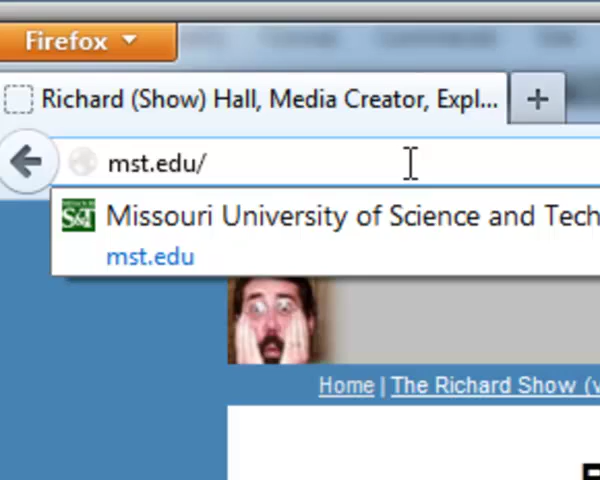 Firefox
Richard (Show) Hall, Media Creator, Expl...
mst.edu/
S&T Missouri University of Science and Tech
mst.edu
Home | The Richard Show (v